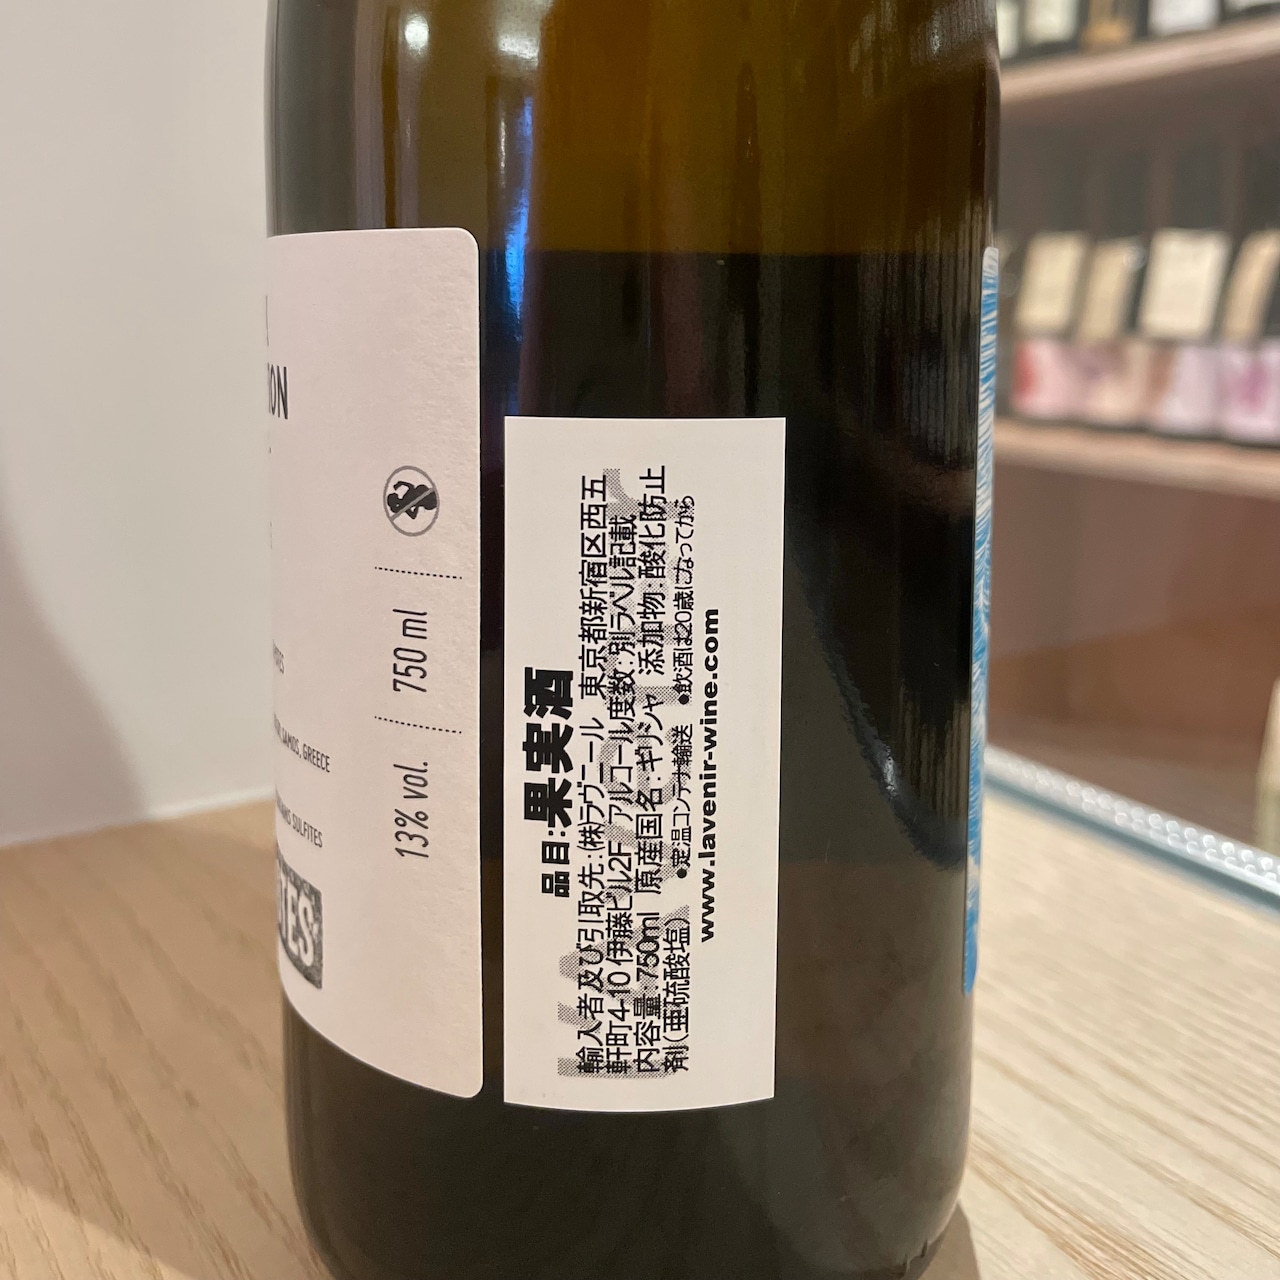 ION
SAMOS, GREECE
SULFITES
TES
13% vol.
750 ml
品目:果実酒
輸入者及び引取先:(株)ラヴニール 東京都新宿区西五
軒町4-10 伊藤ビル2F アルコール度数:別ラベル記載
内容量:750ml 原産国名:ギリシャ 添加物:酸化防止
剤(亜硫酸塩) ●定温コンテナ輸送 ●飲酒は20歳になってから
www.lavenir-wine.com